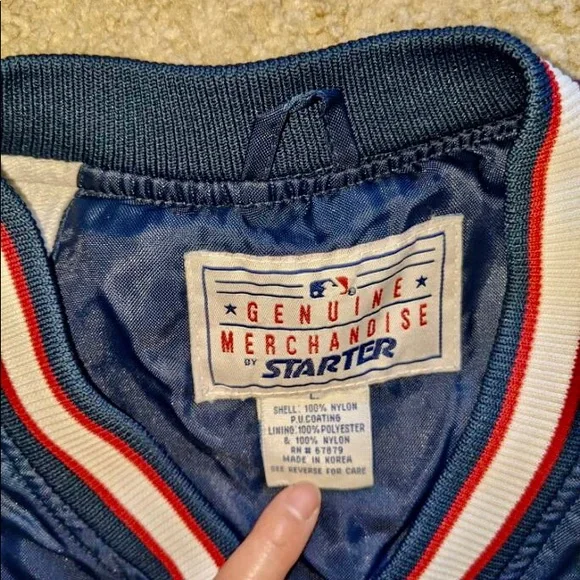 GENUINE
MERCHANDISE
BY STARTER
L
SHELL: 100% NYLON
P.U.COATING
LINING:100% POLYESTER
& 100% NYLON
RN # 67879
MADE IN KOREA
SEE REVERSE FOR CARE